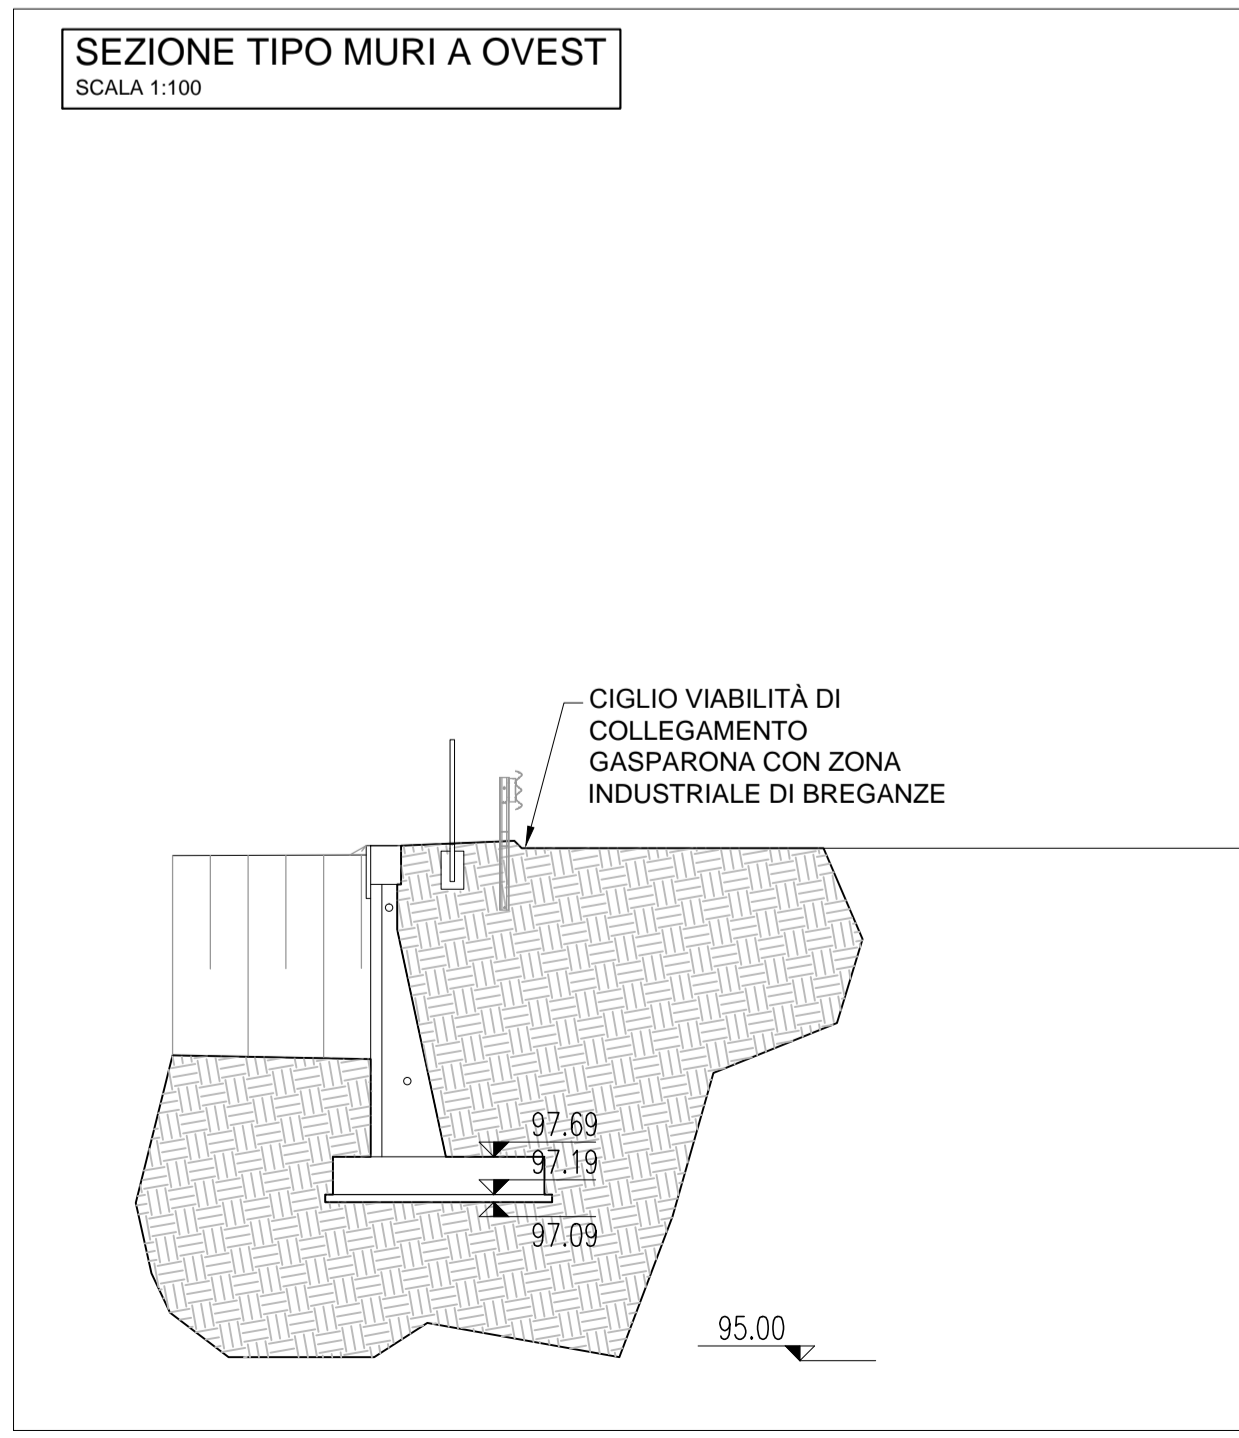 SEZIONE TIPO MURI A OVEST
SCALA 1:100
CIGLIO VIABILITÀ DI
COLLEGAMENTO
GASPARONA CON ZONA
INDUSTRIALE DI BREGANZE
97.69
97.19
97.09
95.00